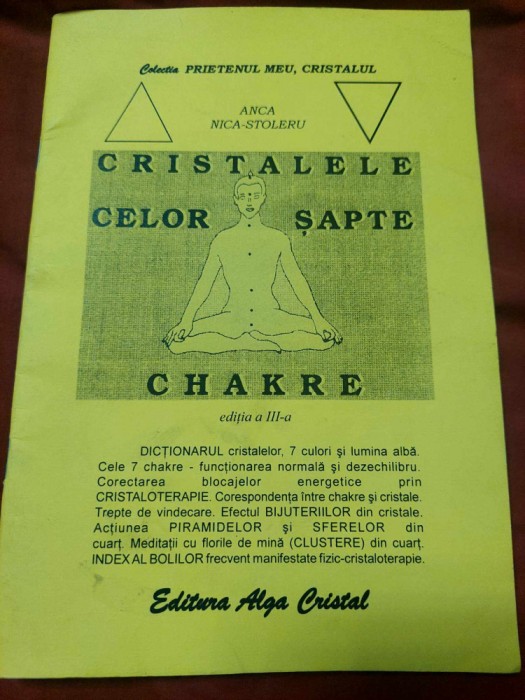 Colectia PRIETENUL MEU, CRISTALUL
ANCA
NICA-STOLERU
CRISTALELE
CELOR ȘAPTE
CHAKRE
ediția a III-a
DICȚIONARUL cristalelor, 7 culori și lumina albă.
Cele 7 chakre - funcționarea normală și dezechilibru.
Corectarea blocajelor energetice prin
CRISTALOTERAPIE. Corespondența între chakre și cristale.
Trepte de vindecare. Efectul BIJUTERIILOR din cristale.
Acțiunea PIRAMIDELOR și SFERELOR din
cuarț. Meditații cu florile de mină (CLUSTERE) din cuarț.
INDEX AL BOLILOR frecvent manifestate fizic-cristaloterapie.
Editura Alga Cristal